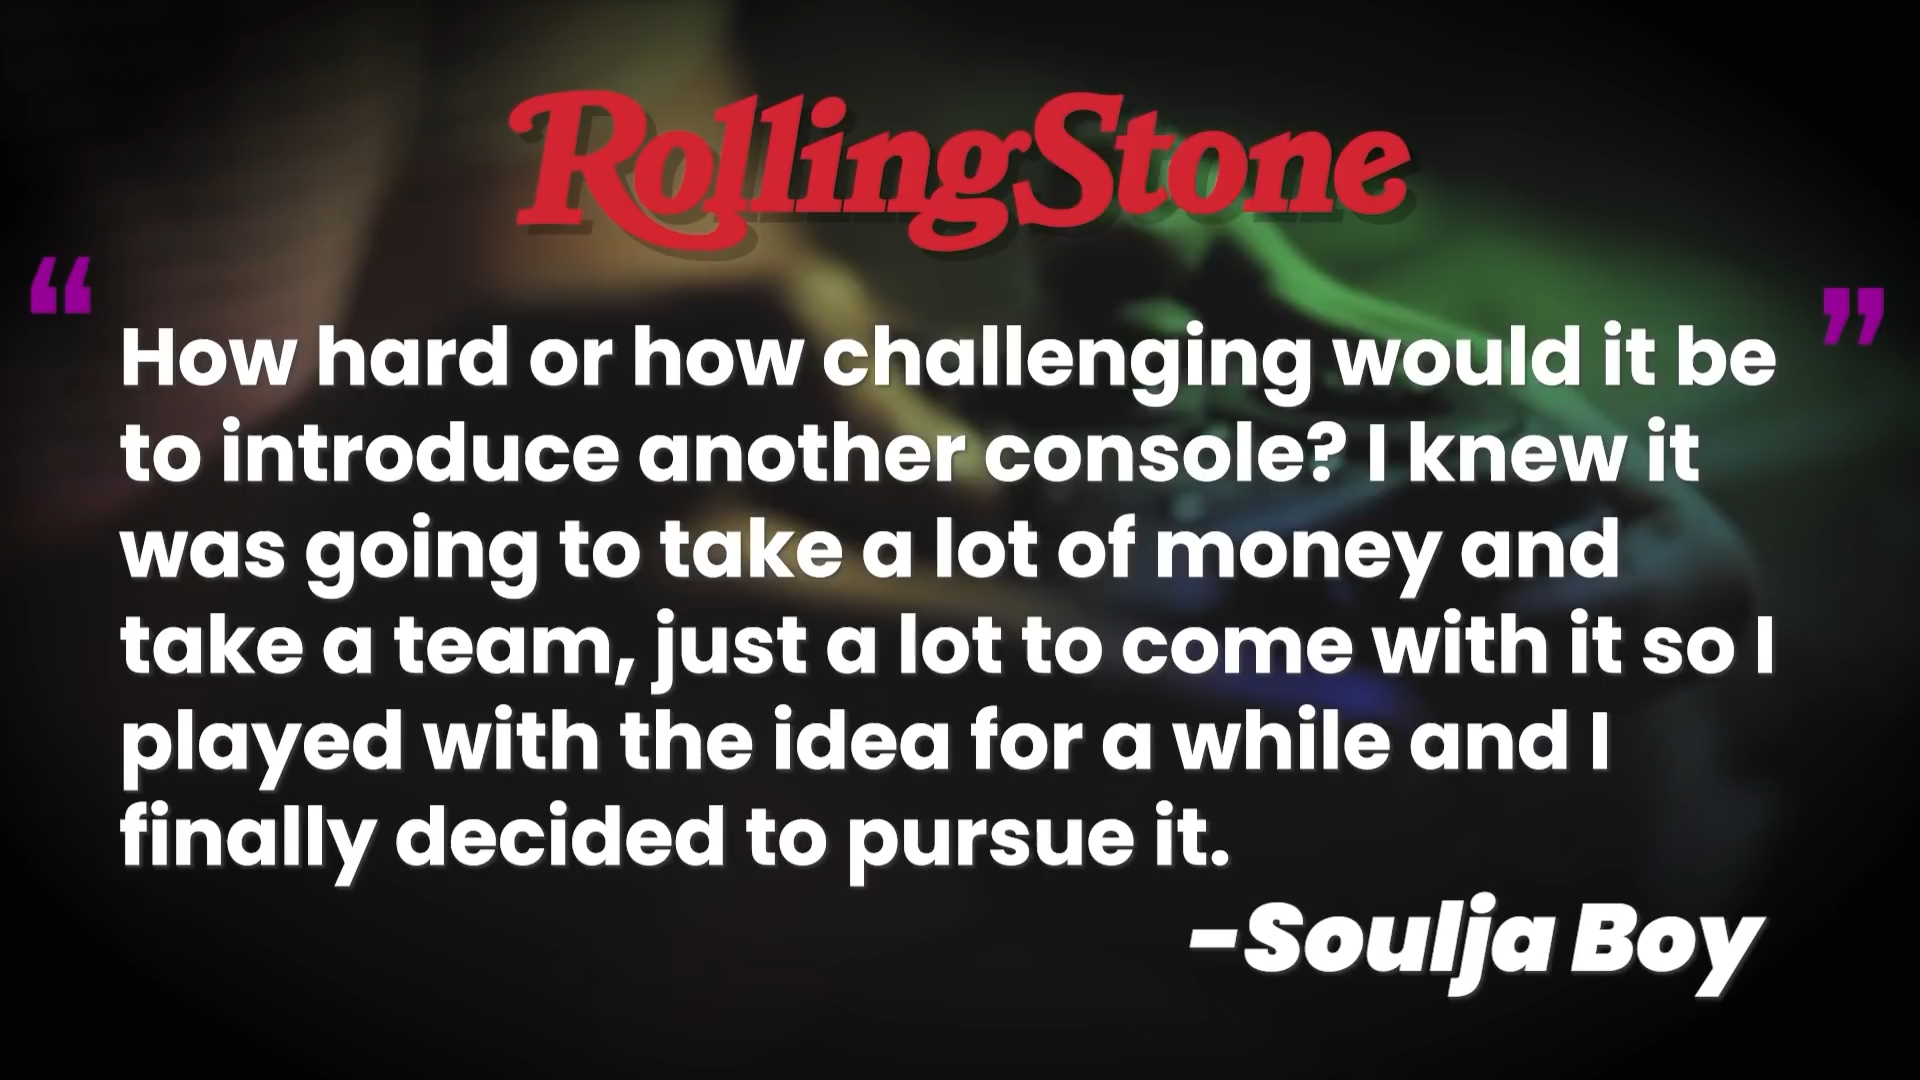 RollingStone
“
How hard or how challenging would it be ”
to introduce another console? I knew it
was going to take a lot of money and
take a team, just a lot to come with it so I
played with the idea for a while and I
finally decided to pursue it.
-Soulja Boy